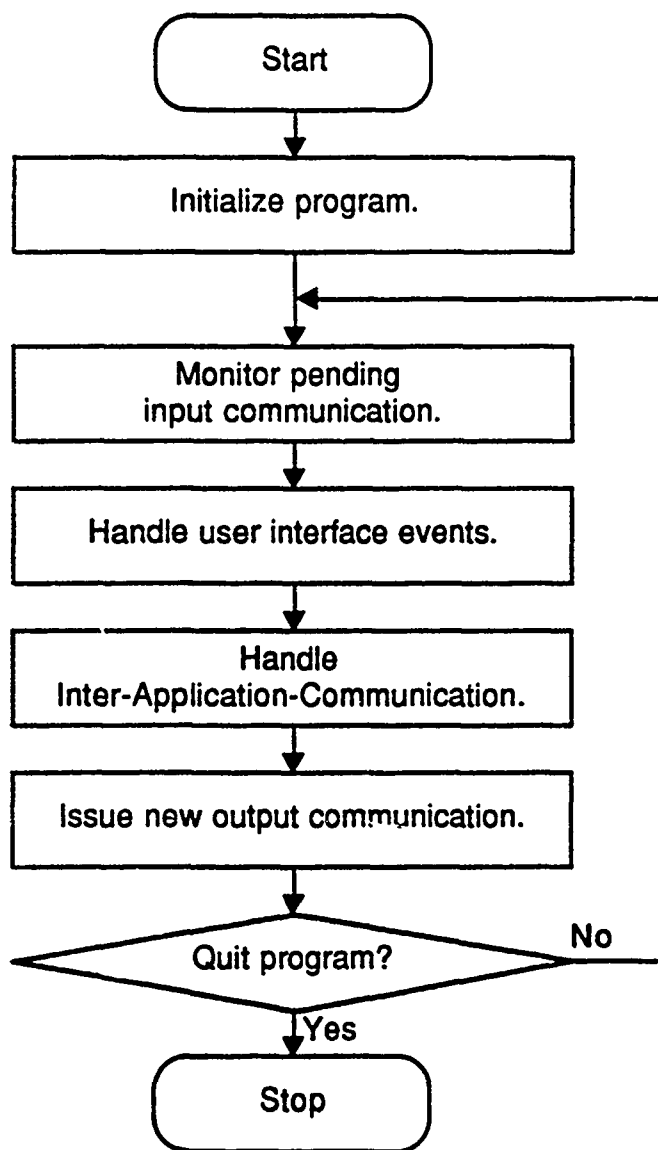 Start
Initialize program.
Monitor pending
input communication.
Handle user interface events.
Handle
Inter-Application-Communication.
Issue new output communication.
Quit program?
No
Yes
Stop